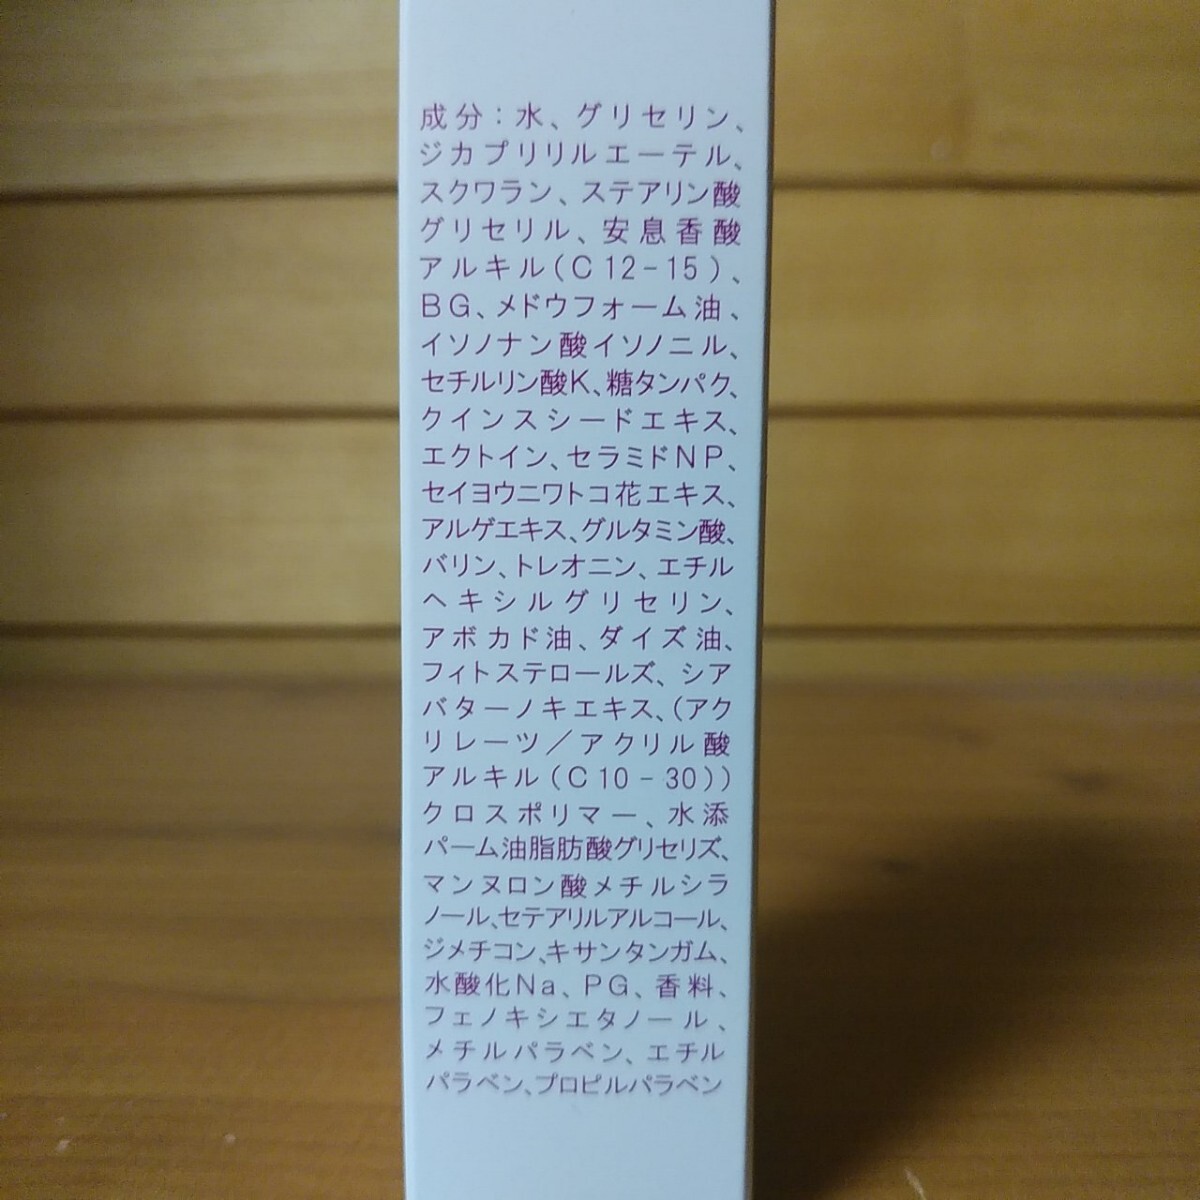 成分：水、グリセリン、
ジカプリリルエーテル、
スクワラン、ステアリン酸
グリセリル、安息香酸
アルキル(C12-15)、
BG、メドウフォーム油、
イソノナン酸イソノニル、
セチルリン酸K、糖タンパク、
クインスシードエキス、
エクトイン、セラミドNP、
セイヨウニワトコ花エキス、
アルゲエキス、グルタミン酸、
バリン、トレオニン、エチル
ヘキシルグリセリン、
アボカド油、ダイズ油、
フィトステロールズ、シア
バターノキエキス、(アク
リレーツ／アクリル酸
アルキル(C10-30))
クロスポリマー、水添
パーム油脂肪酸グリセリズ、
マンヌロン酸メチルシラ
ノール、セテアリルアルコール、
ジメチコン、キサンタンガム、
水酸化Na、PG、香料、
フェノキシエタノール、
メチルパラベン、エチル
パラベン、プロピルパラベン